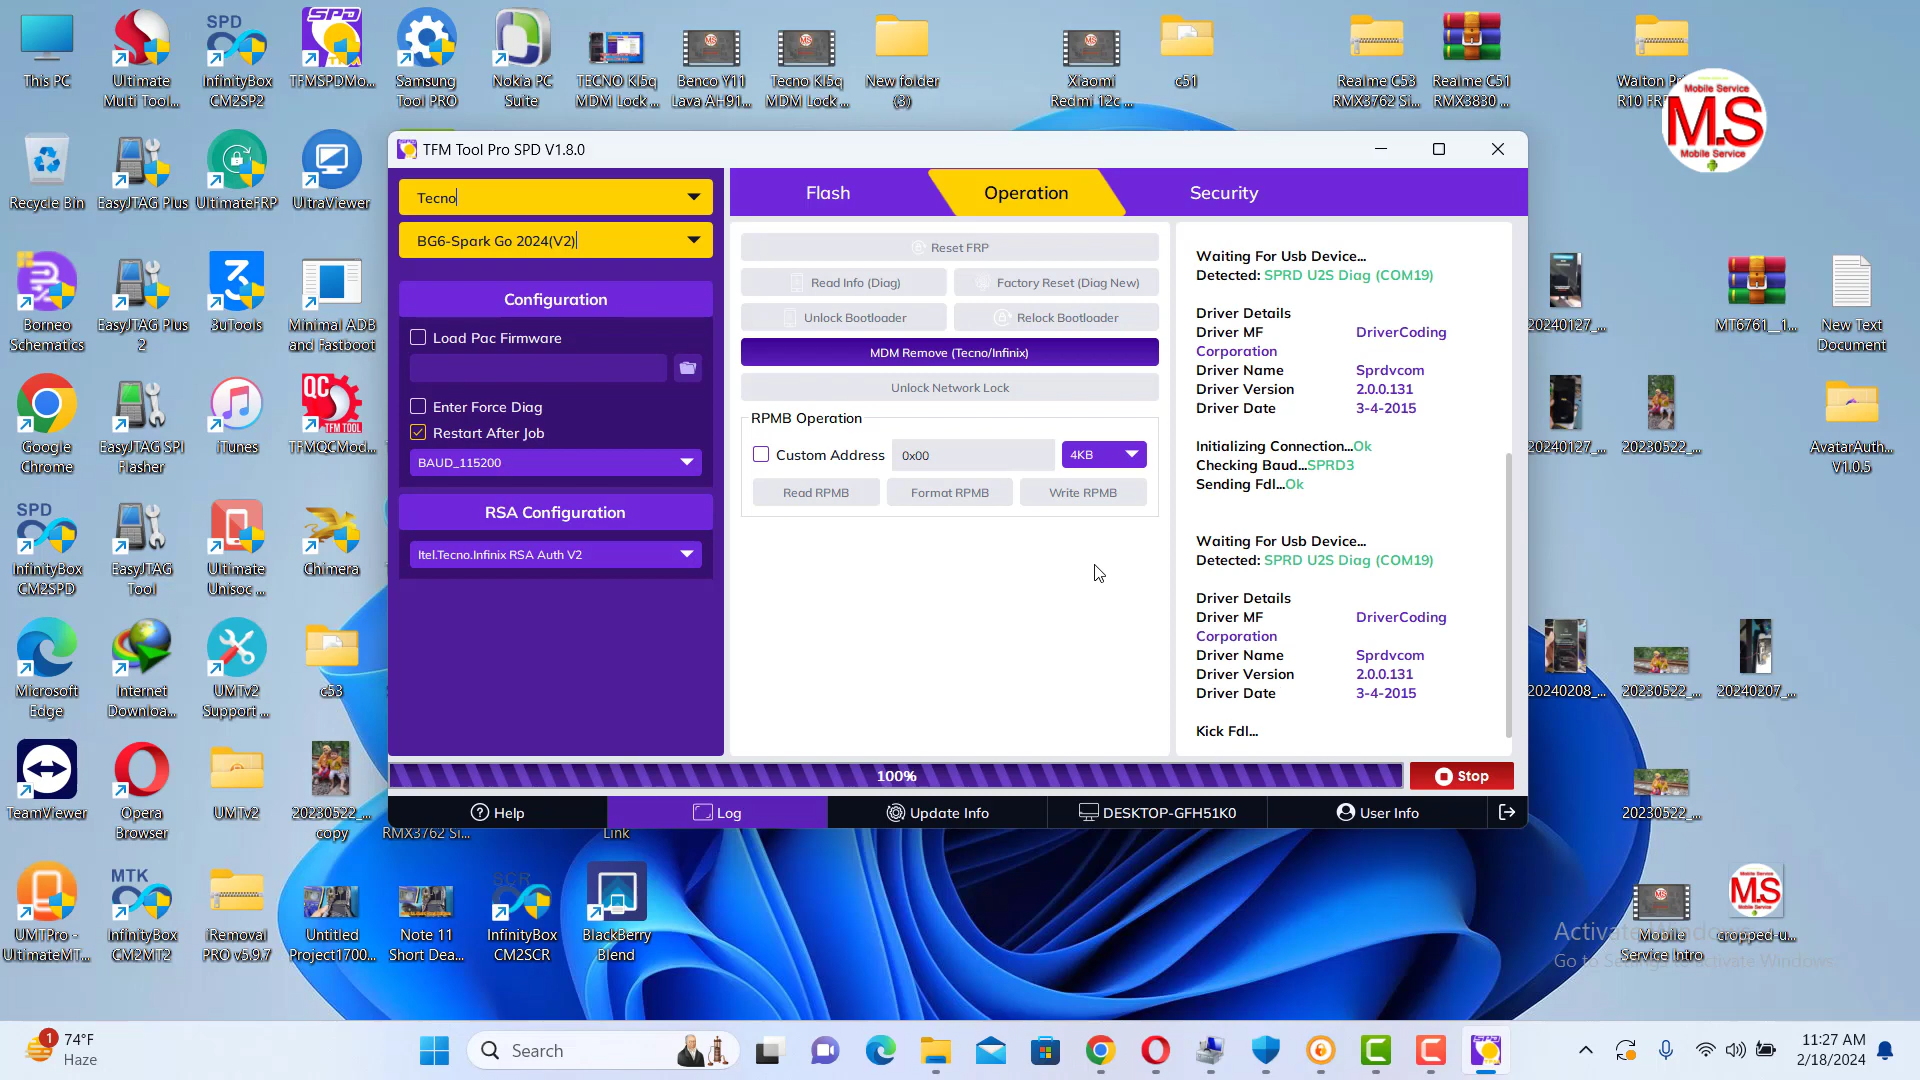 This PC
Ultimate
Multi Tool...
SPD
InfinityBox
CM2SP2
SPD
TFM
TFMSPDMo...
Samsung
Tool PRO
Nokia PC
Suite
TECNO KI5q
MDM Lock ...
Benco Y11
Lava AH91...
Tecno KI5q
MDM Lock ...
New folder
(3)
Xiaomi
Redmi 12c ...
c51
Realme C53
RMX3762 Si...
Realme C51
RMX3830 ...
Walton Pr
R10 FR
Mobile Service
M.S
Mobile Service
Recycle Bin
EasyJTAG Plus
UltimateFRP
UltraViewer
Borneo
Schematics
EasyJTAG Plus
2
3uTools
Minimal ADB
and Fastboot
Google
Chrome
EasyJTAG SPI
Flasher
iTunes
QC
TFM TOOL
TFMQCMod...
SPD
InfinityBox
CM2SPD
EasyJTAG
Tool
Ultimate
Unisoc ...
Chimera
Microsoft
Edge
Internet
Downloa...
UMTv2
Support ...
c53
TeamViewer
Opera
Browser
UMTv2
20230522_...
copy
RMX3762 Si...
Link
UMTPro -
UltimateMT...
MTK
InfinityBox
CM2MT2
iRemoval
PRO v5.9.7
Untitled
Project1700...
Note 11
Short Dea...
SCR
InfinityBox
CM2SCR
BlackBerry
Blend
TFM Tool Pro SPD V1.8.0
Tecno
BG6-Spark Go 2024(V2)
Configuration
Load Pac Firmware
Enter Force Diag
Restart After Job
BAUD_115200
RSA Configuration
Itel.Tecno.Infinix RSA Auth V2
Flash
Operation
Security
Reset FRP
Read Info (Diag)
Factory Reset (Diag New)
Unlock Bootloader
Relock Bootloader
MDM Remove (Tecno/Infinix)
Unlock Network Lock
RPMB Operation
Custom Address
0x00
4KB
Read RPMB
Format RPMB
Write RPMB
Waiting For Usb Device...
Detected: SPRD U2S Diag (COM19)
Driver Details
Driver MF DriverCoding
Corporation
Driver Name Sprdvcom
Driver Version 2.0.0.131
Driver Date 3-4-2015
Initializing Connection...Ok
Checking Baud...SPRD3
Sending Fdl...Ok
Waiting For Usb Device...
Detected: SPRD U2S Diag (COM19)
Driver Details
Driver MF DriverCoding
Corporation
Driver Name Sprdvcom
Driver Version 2.0.0.131
Driver Date 3-4-2015
Kick Fdl...
100%
Stop
Help
Log
Update Info
DESKTOP-GFH51K0
User Info
20240127_...
MT6761__1...
New Text
Document
20240127_...
20230522_...
AvatarAuth...
V1.0.5
20240208_...
20230522_...
20240207_...
20230522_...
Mobile
Service Intro
M.S
cropped-u...
1
74°F
Haze
Search
11:27 AM
2/18/2024